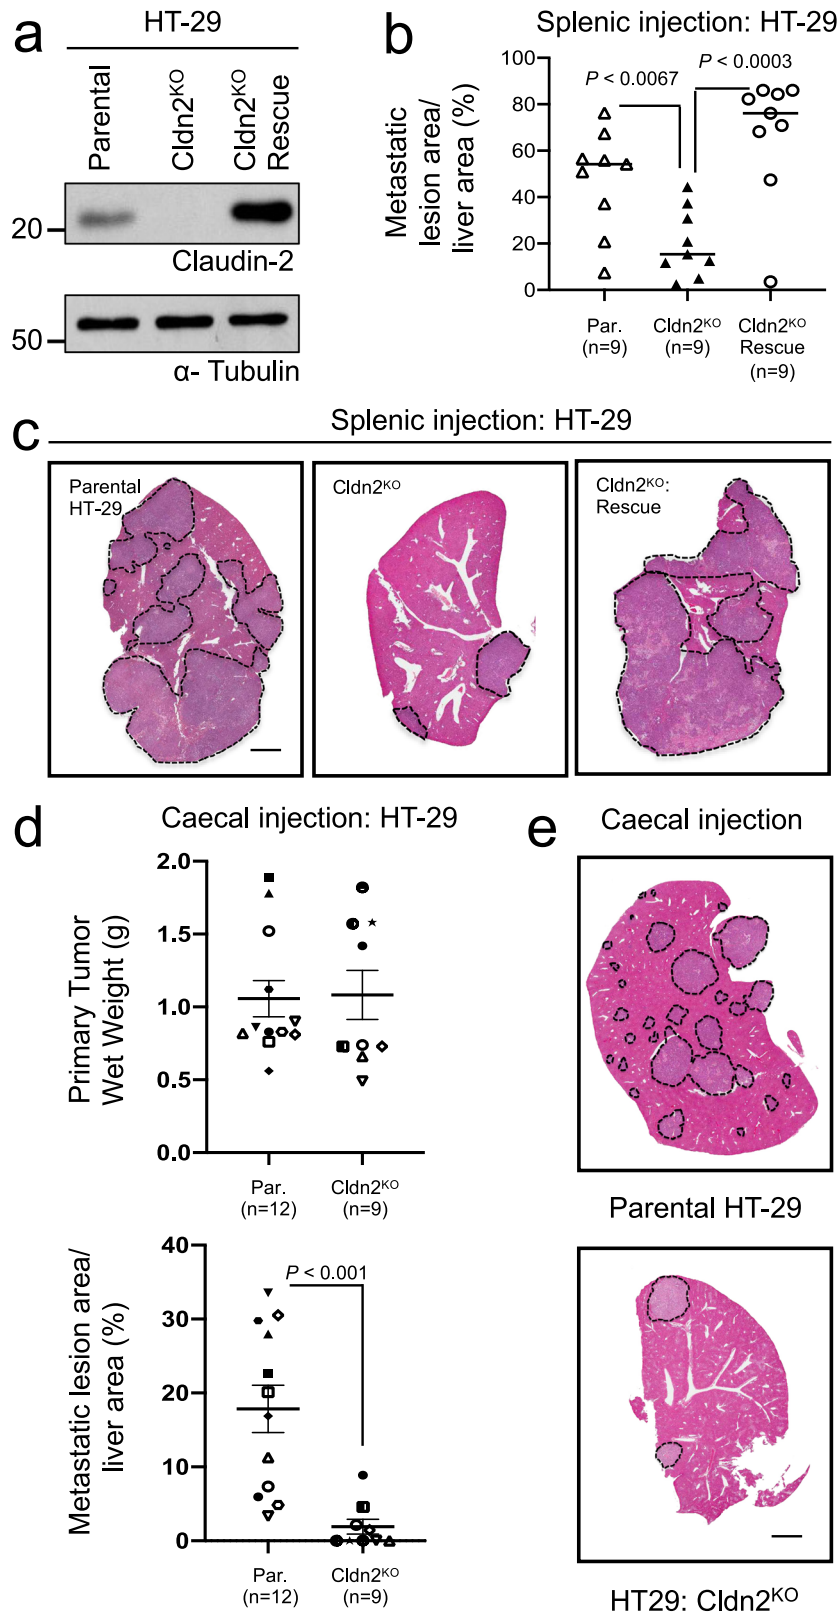 a
HT-29
Parental
Cldn2KO
Cldn2KO
Rescue
20
Claudin-2
50
α- Tubulin
b
Splenic injection: HT-29
P < 0.0067
P < 0.0003
Metastatic
lesion area/
liver area (%)
100
80
60
40
20
0
Par.
(n=9)
Cldn2KO
(n=9)
Cldn2KO
Rescue
(n=9)
c
Splenic injection: HT-29
Parental
HT-29
Cldn2KO
Cldn2KO:
Rescue
d
Caecal injection: HT-29
Primary Tumor
Wet Weight (g)
2.0
1.5
1.0
0.5
0.0
Par.
(n=12)
Cldn2KO
(n=9)
Metastatic lesion area/
liver area (%)
40
30
20
10
0
P < 0.001
Par.
(n=12)
Cldn2KO
(n=9)
e
Caecal injection
Parental HT-29
HT29: Cldn2KO